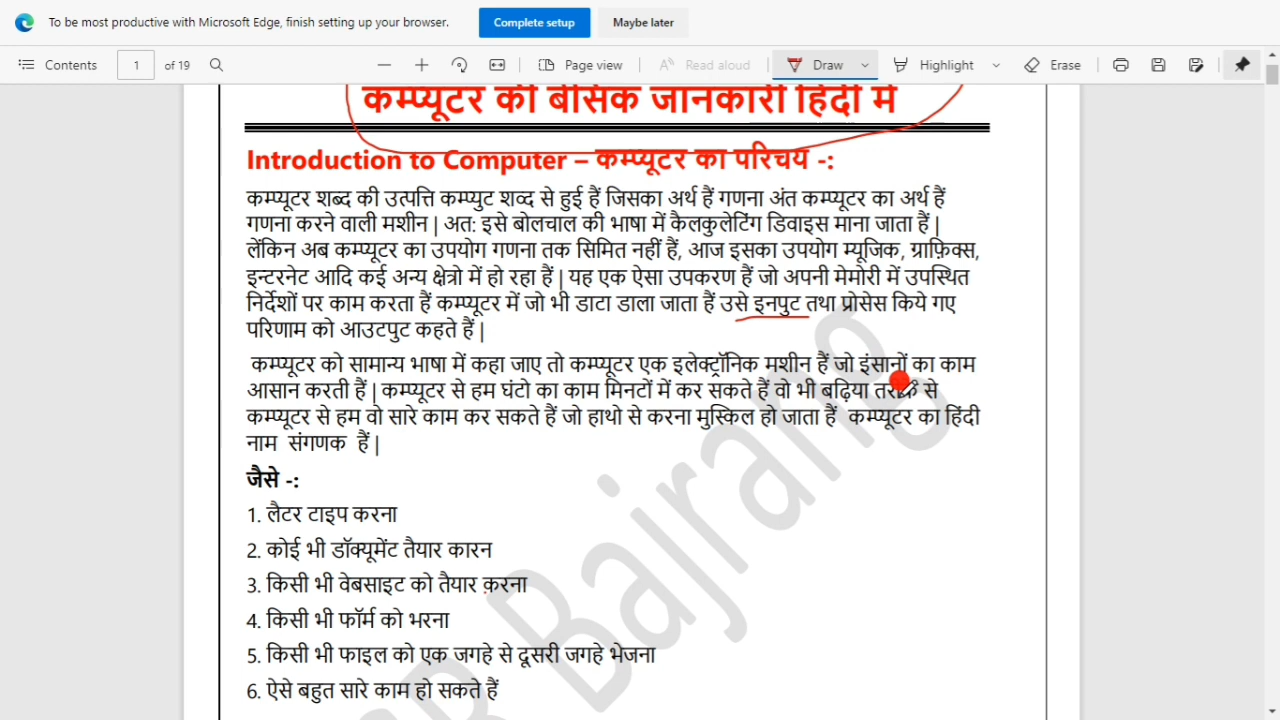 To be most productive with Microsoft Edge, finish setting up your browser. Complete setup Maybe later
Contents 1 of 19 Page view Read aloud Draw Highlight Erase
कम्प्यूटर की बेसिक जानकारी हिंदी में
Introduction to Computer – कम्प्यूटर का परिचय -:
कम्प्यूटर शब्द की उत्पत्ति कम्प्युट शव्द से हुई हैं जिसका अर्थ हैं गणना अंत कम्प्यूटर का अर्थ हैं
गणना करने वाली मशीन | अत: इसे बोलचाल की भाषा में कैलकुलेटिंग डिवाइस माना जाता हैं |
लेंकिन अब कम्प्यूटर का उपयोग गणना तक सिमित नहीं हैं, आज इसका उपयोग म्यूजिक, ग्राफ़िक्स,
इन्टरनेट आदि कई अन्य क्षेत्रो में हो रहा हैं | यह एक ऐसा उपकरण हैं जो अपनी मेमोरी में उपस्थित
निर्देशों पर काम करता हैं कम्प्यूटर में जो भी डाटा डाला जाता हैं उसे इनपुट तथा प्रोसेस किये गए
परिणाम को आउटपुट कहते हैं |
कम्प्यूटर को सामान्य भाषा में कहा जाए तो कम्प्यूटर एक इलेक्ट्रॉनिक मशीन हैं जो इंसानों का काम
आसान करती हैं | कम्प्यूटर से हम घंटो का काम मिनटों में कर सकते हैं वो भी बढ़िया से
कम्प्यूटर से हम वो सारे काम कर सकते हैं जो हाथो से करना मुस्किल हो जाता हैं कम्प्यूटर का हिंदी
नाम संगणक हैं |
जैसे -:
1. लैटर टाइप करना
2. कोई भी डॉक्यूमेंट तैयार कारन
3. किसी भी वेबसाइट को तैयार करना
4. किसी भी फॉर्म को भरना
5. किसी भी फाइल को एक जगहे से दूसरी जगहे भेजना
6. ऐसे बहुत सारे काम हो सकते हैं
Bajrang